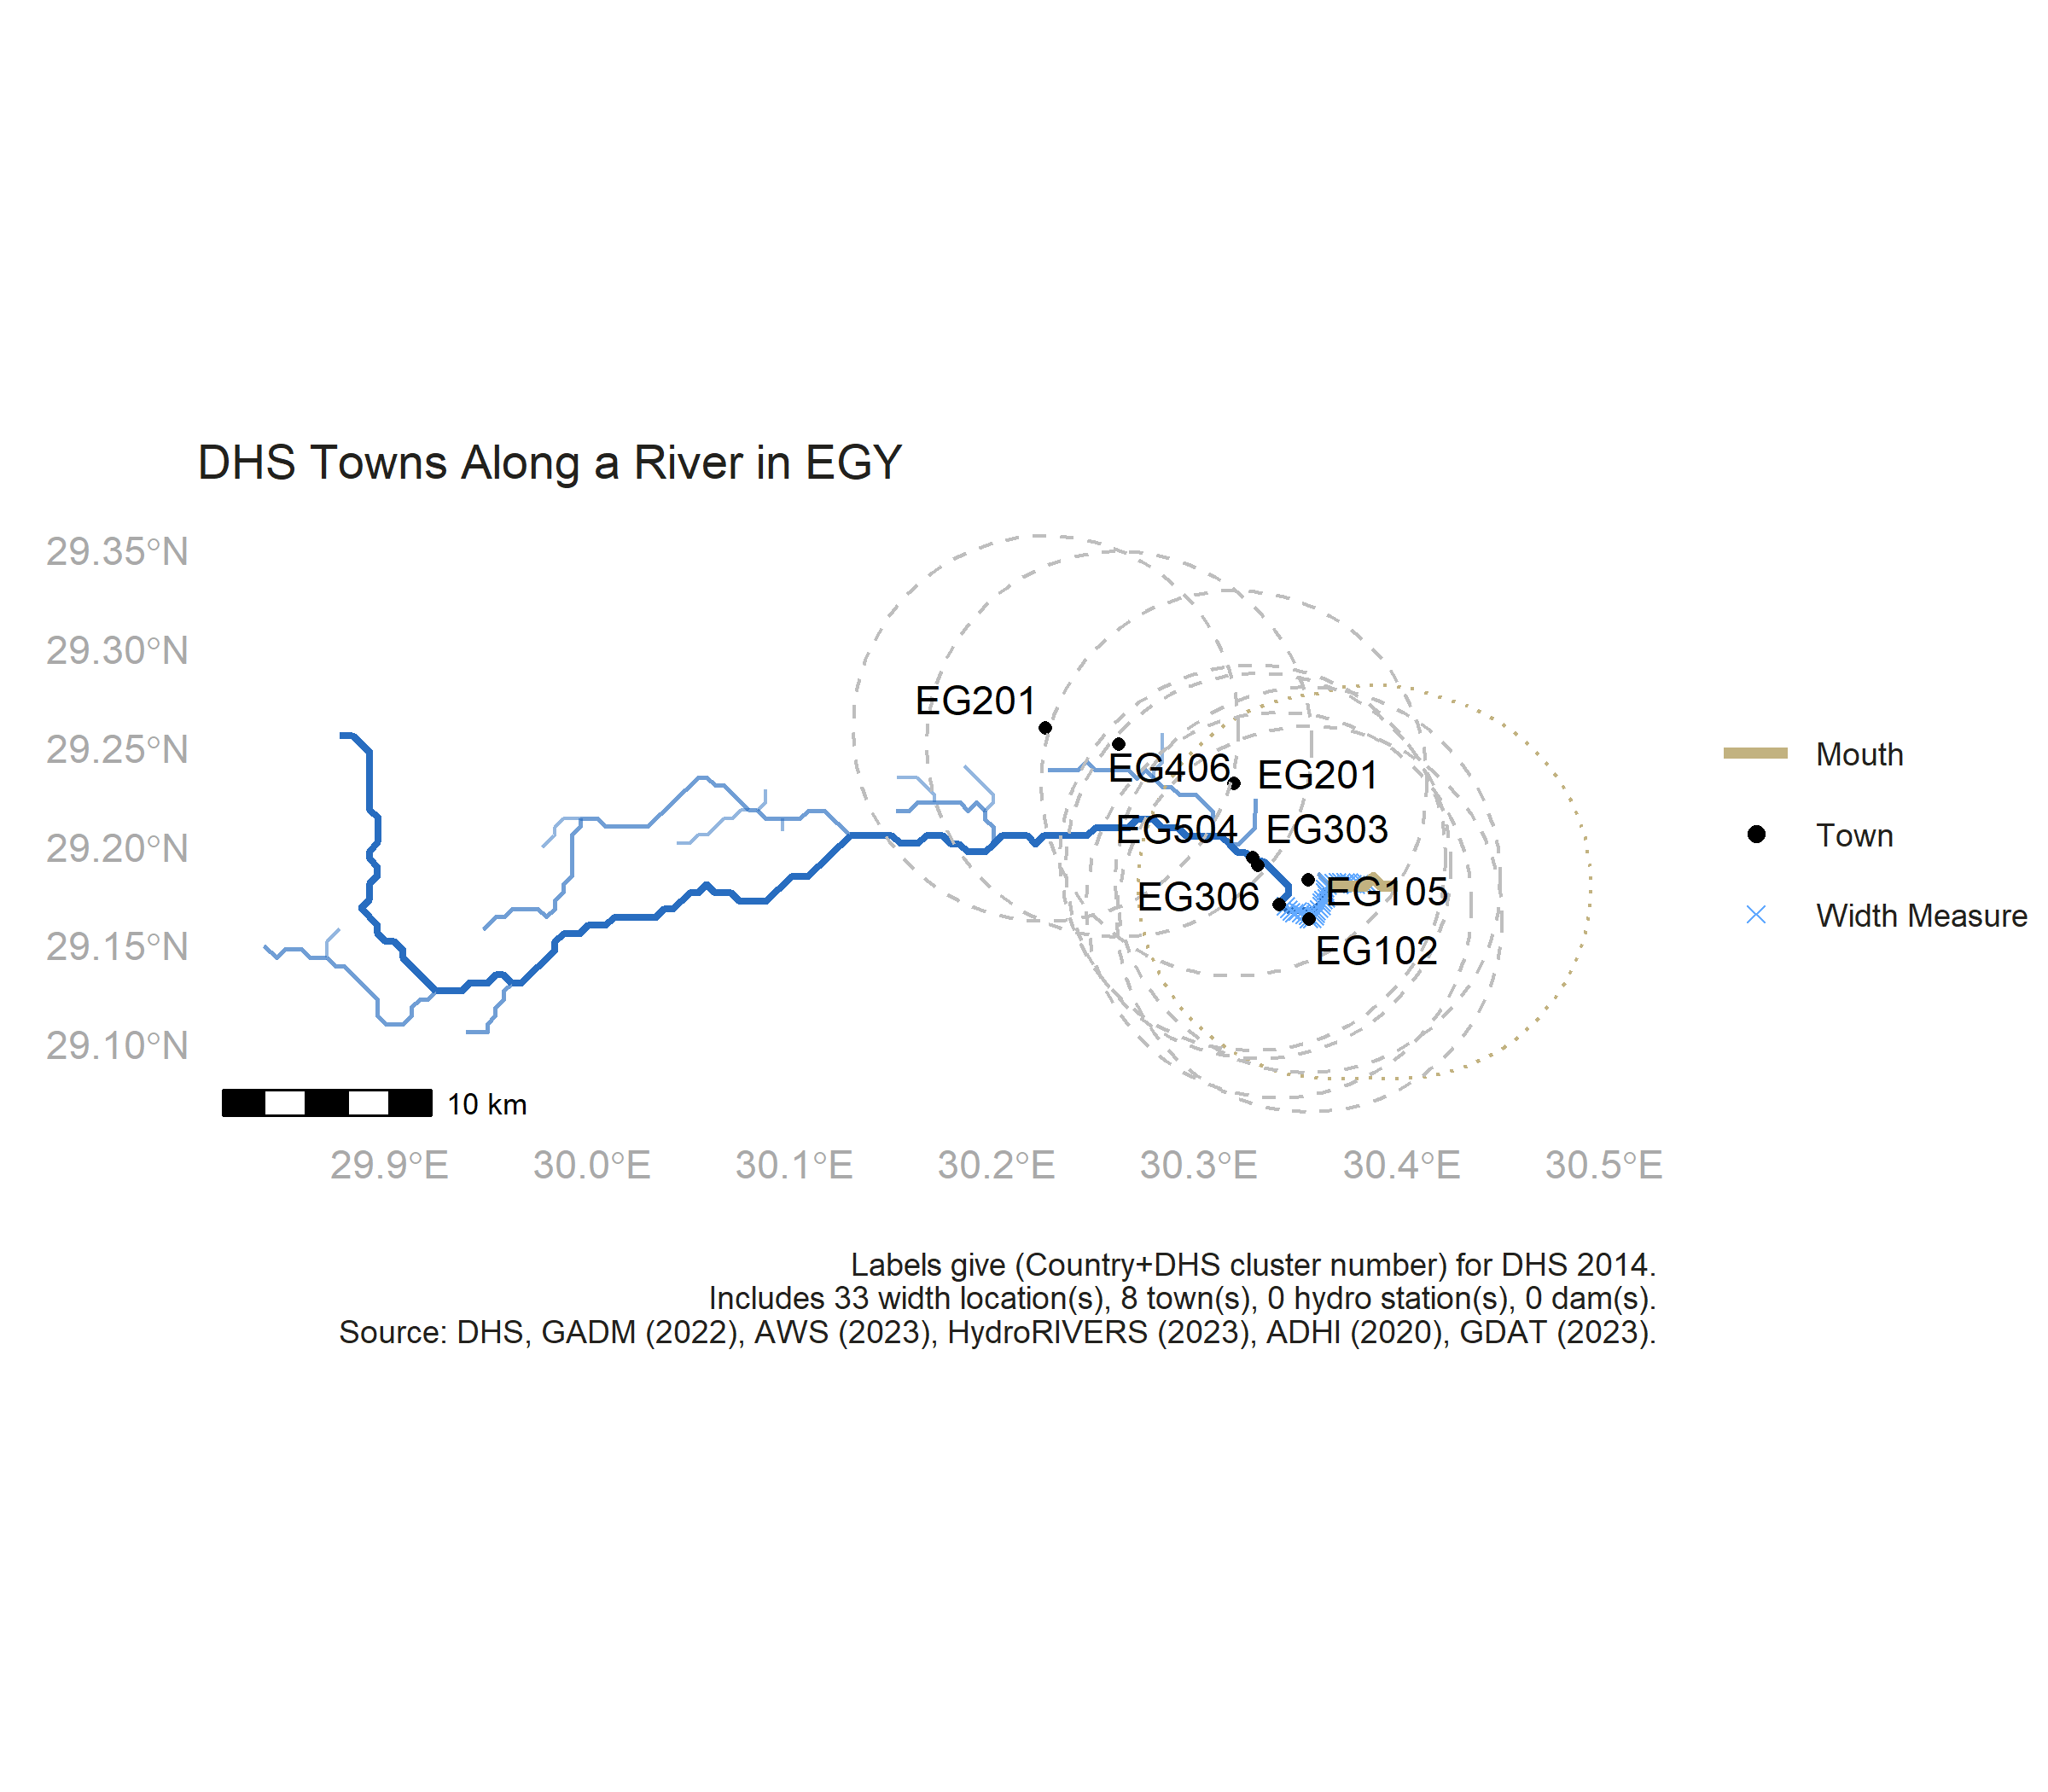 DHS Towns Along a River in EGY
29.35°N
29.30°N
29.25°N
29.20°N
29.15°N
29.10°N
EG201
EG406
EG201
EG504
EG303
EG306
EG105
EG102
10 km
29.9°E
30.0°E
30.1°E
30.2°E
30.3°E
30.4°E
30.5°E
Mouth
Town
Width Measure
Labels give (Country+DHS cluster number) for DHS 2014.
Includes 33 width location(s), 8 town(s), 0 hydro station(s), 0 dam(s).
Source: DHS, GADM (2022), AWS (2023), HydroRIVERS (2023), ADHI (2020), GDAT (2023).